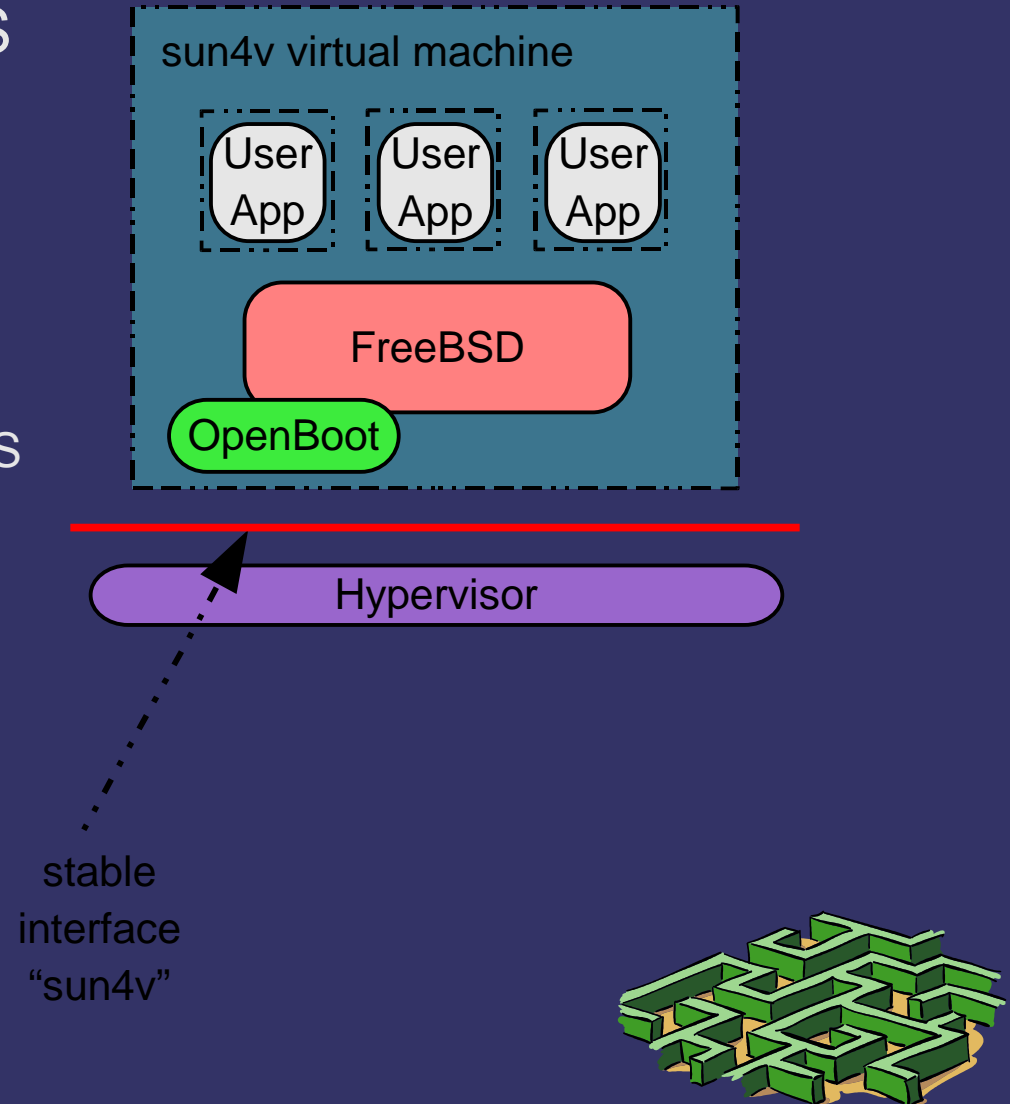 s
sun4v virtual machine
User User User
App App App
FreeBSD
s
OpenBoot
Hypervisor
stable
interface
“sun4v”